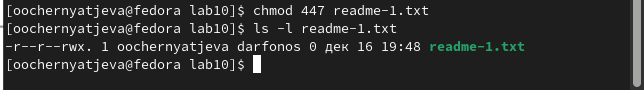 [oochernyatjeva@fedora lab10]$ chmod 447 readme-1.txt
[oochernyatjeva@fedora lab10]$ ls -l readme-1.txt
-r--r--rwx. 1 oochernyatjeva darfonos 0 дек 16 19:48 readme-1.txt
[oochernyatjeva@fedora lab10]$